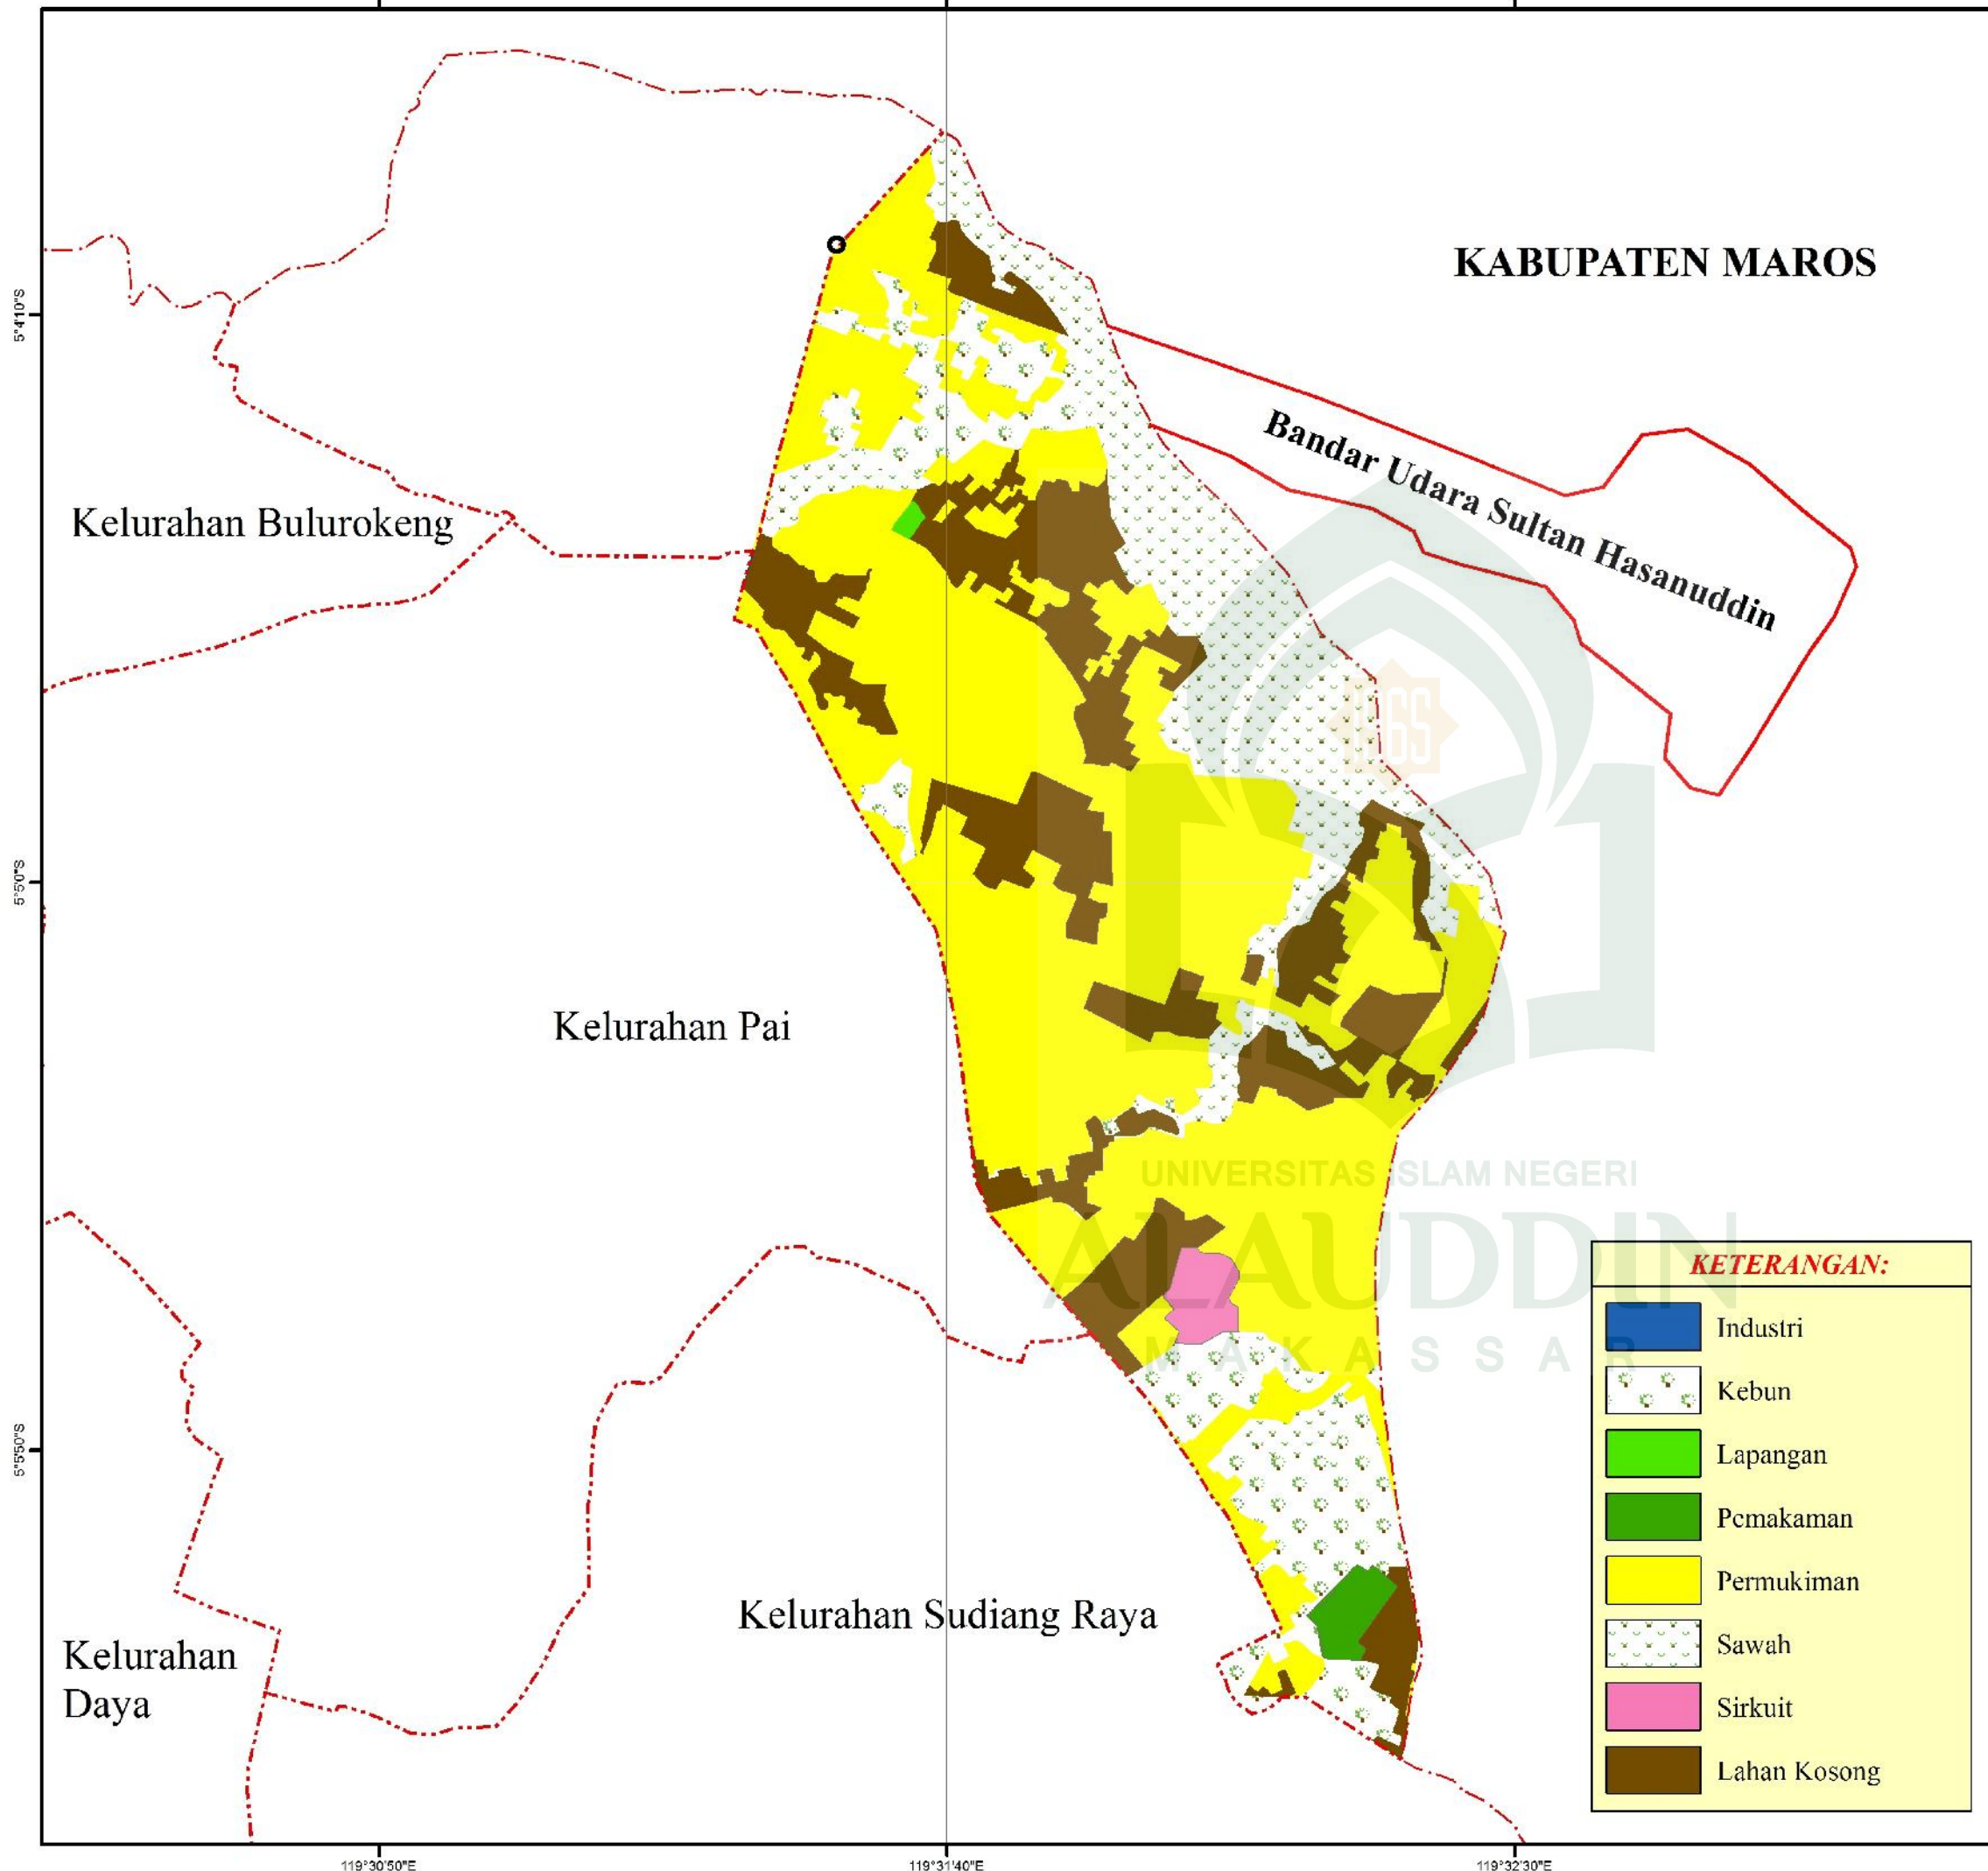 KABUPATEN MAROS
5°4'10"S
Bandar Udara Sultan Hasanuddin
Kelurahan Bulurokeng
1965
5°5'0"S
Kelurahan Pai
UNIVERSITAS ISLAM NEGERI
ALAUDDIN
MAKASSAR
KETERANGAN:
Industri
Kebun
Lapangan
Pemakaman
Permukiman
Sawah
Sirkuit
Lahan Kosong
5°5'50"S
Kelurahan Sudiang Raya
Kelurahan
Daya
119°30'50"E
119°31'40"E
119°32'30"E